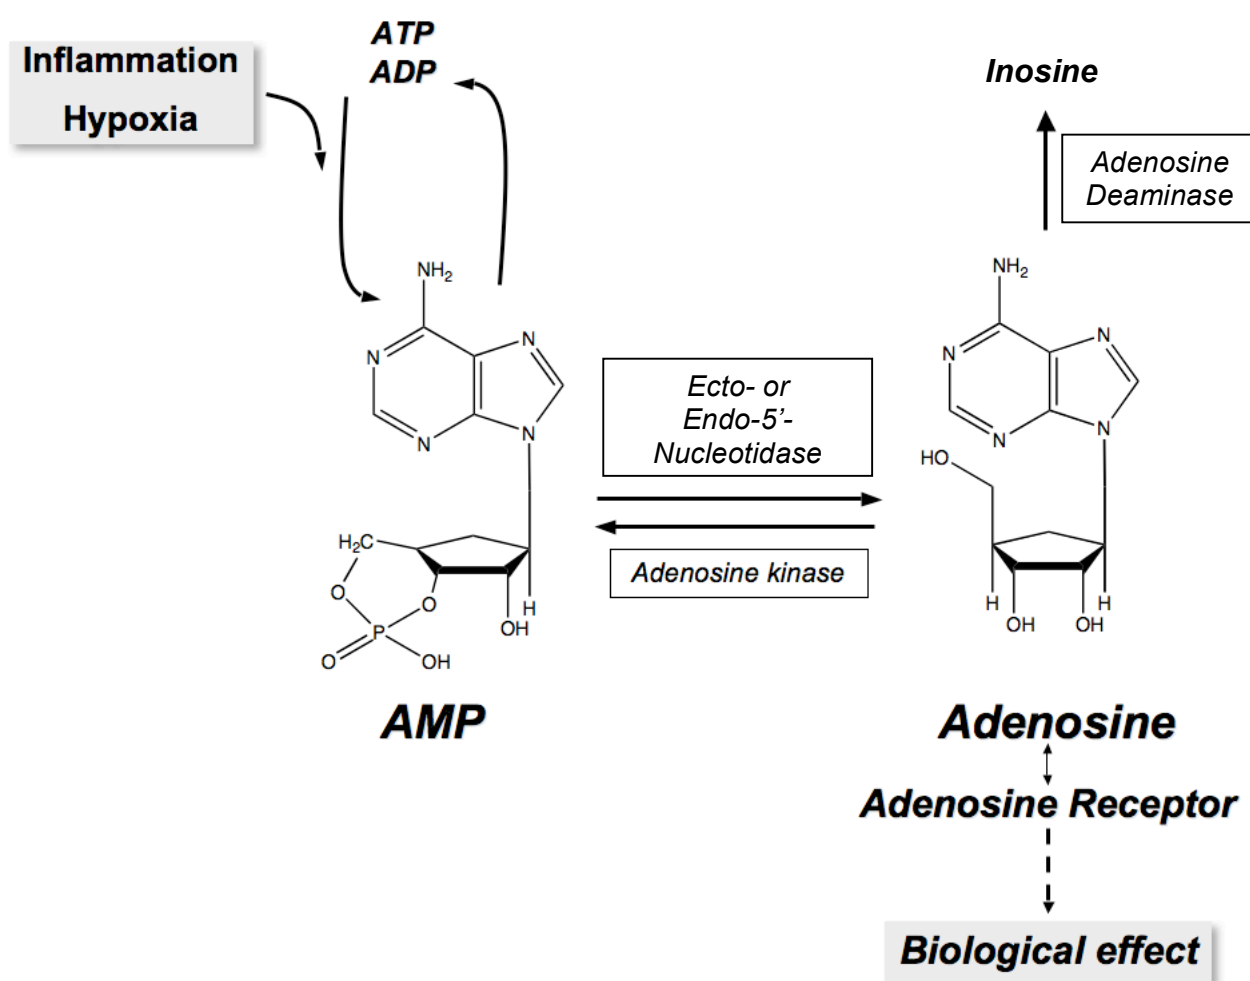 ATP
ADP
Inflammation
Hypoxia
Inosine
Adenosine
Deaminase
NH2
N
N
N
N
H2C
O
O
P
O
OH
OH
H
AMP
Ecto- or
Endo-5’-
Nucleotidase
Adenosine kinase
NH2
N
N
N
N
HO
H
OH
OH
H
Adenosine
Adenosine Receptor
Biological effect